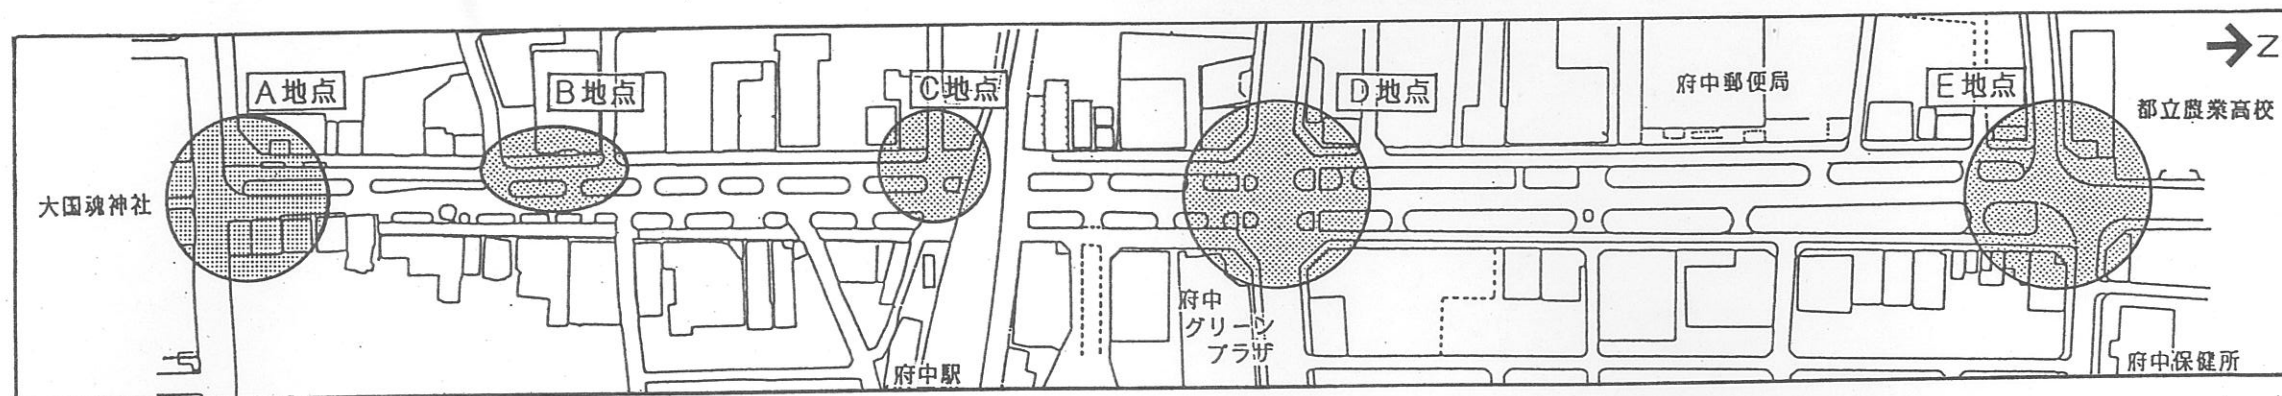 A地点
B地点
C地点
D地点
E地点
Z
府中郵便局
都立農業高校
大国魂神社
府中
グリーン
プラザ
府中駅
府中保健所